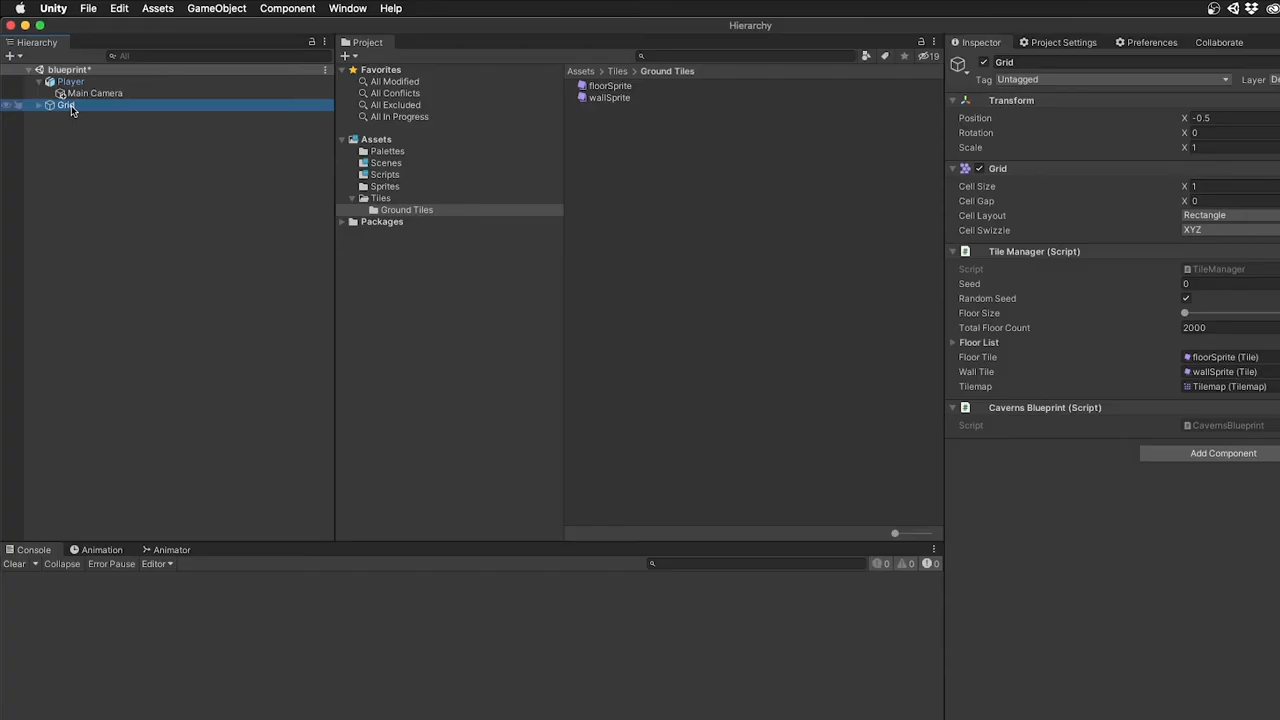 Unity File Edit Assets GameObject Component Window Help
Hierarchy
Hierarchy
All
blueprint*
Player
Main Camera
Grid
Project
19
Favorites
All Modified
All Conflicts
All Excluded
All In Progress
Assets
Palettes
Scenes
Scripts
Sprites
Tiles
Ground Tiles
Packages
Assets Tiles Ground Tiles
floorSprite
wallSprite
Inspector Project Settings Preferences Collaborate
Grid
Tag Untagged Layer De
Transform
Position X -0.5
Rotation X 0
Scale X 1
Grid
Cell Size X 1
Cell Gap X 0
Cell Layout Rectangle
Cell Swizzle XYZ
Tile Manager (Script)
Script TileManager
Seed 0
Random Seed
Floor Size
Total Floor Count 2000
Floor List
Floor Tile floorSprite (Tile)
Wall Tile wallSprite (Tile)
Tilemap Tilemap (Tilemap)
Caverns Blueprint (Script)
Script CavernsBlueprint
Add Component
Console Animation Animator
Clear Collapse Error Pause Editor 0 0 0